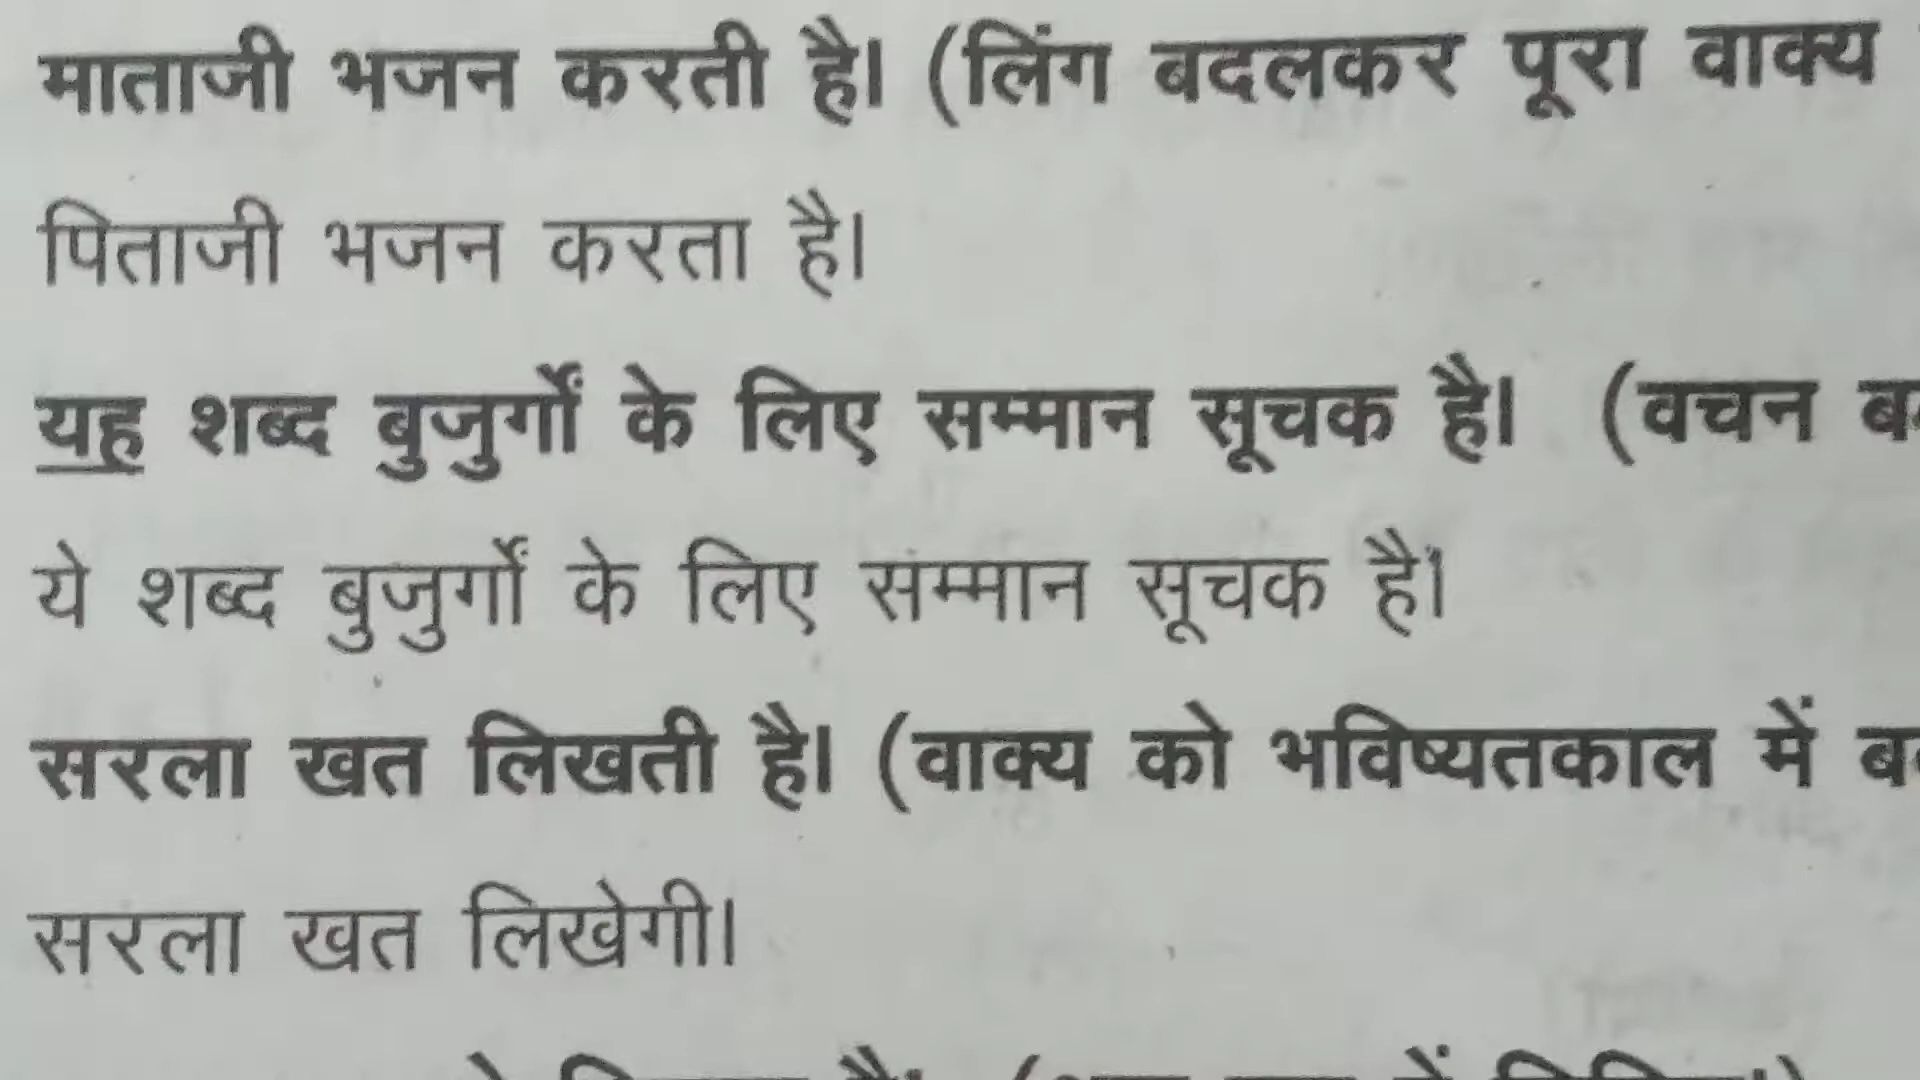 माताजी भजन करती है। (लिंग बदलकर पूरा वाक्य
पिताजी भजन करता है।
यह शब्द बुजुर्गों के लिए सम्मान सूचक है। (वचन
ये शब्द बुजुर्गों के लिए सम्मान सूचक है।
सरला खत लिखती है। (वाक्य को भविष्यतकाल में
सरला खत लिखेगी।